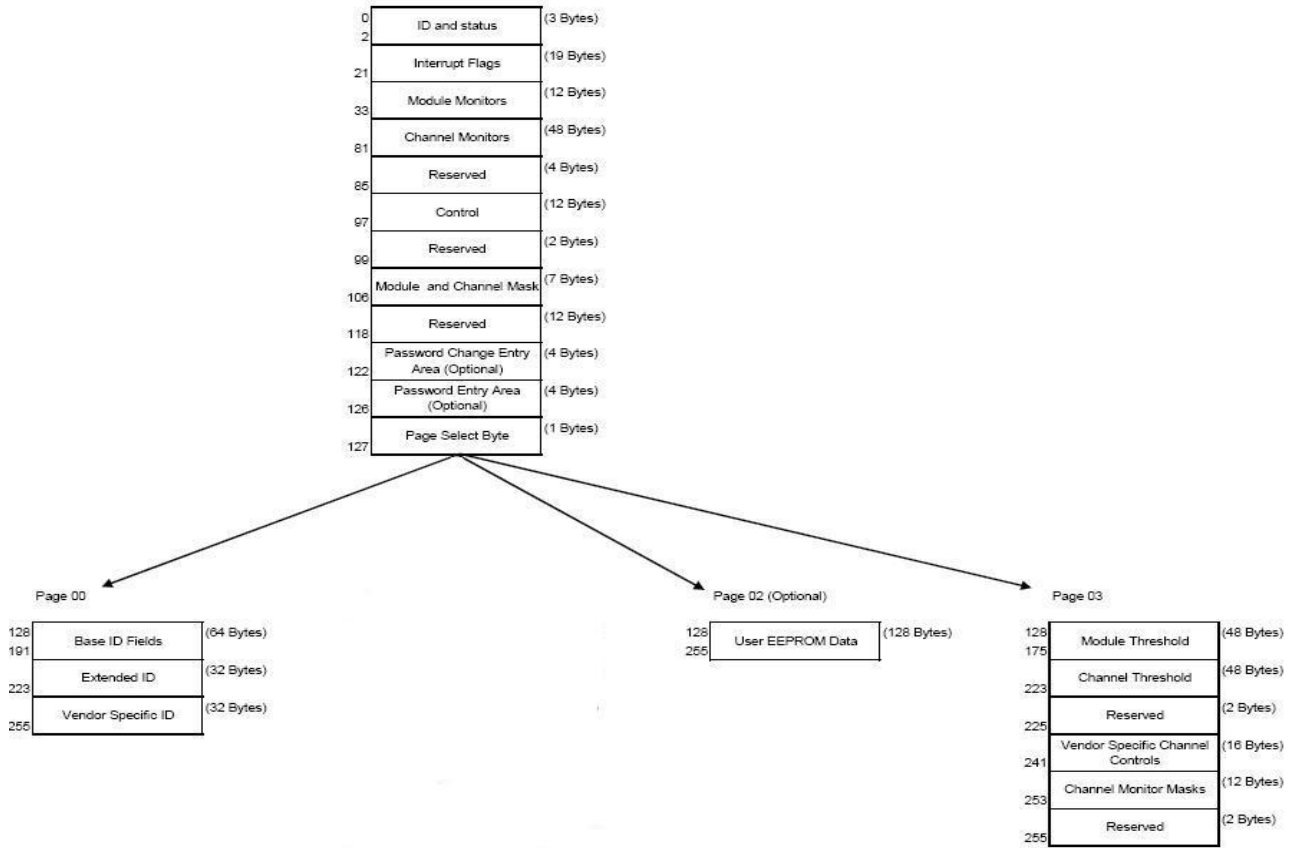 0 ID and status (3 Bytes)
2
Interrupt Flags (19 Bytes)
21
Module Monitors (12 Bytes)
33
Channel Monitors (48 Bytes)
81
Reserved (4 Bytes)
85
Control (12 Bytes)
97
Reserved (2 Bytes)
99
Module and Channel Mask (7 Bytes)
106
Reserved (12 Bytes)
118
Password Change Entry (4 Bytes)
122 Area (Optional)
Password Entry Area (4 Bytes)
126 (Optional)
Page Select Byte (1 Bytes)
127
Page 00
128 Base ID Fields (64 Bytes)
191
Extended ID (32 Bytes)
223
Vendor Specific ID (32 Bytes)
255
Page 02 (Optional)
128 User EEPROM Data (128 Bytes)
255
Page 03
128 Module Threshold (48 Bytes)
175
Channel Threshold (48 Bytes)
223
Reserved (2 Bytes)
225
Vendor Specific Channel (16 Bytes)
241 Controls
Channel Monitor Masks (12 Bytes)
253
Reserved (2 Bytes)
255